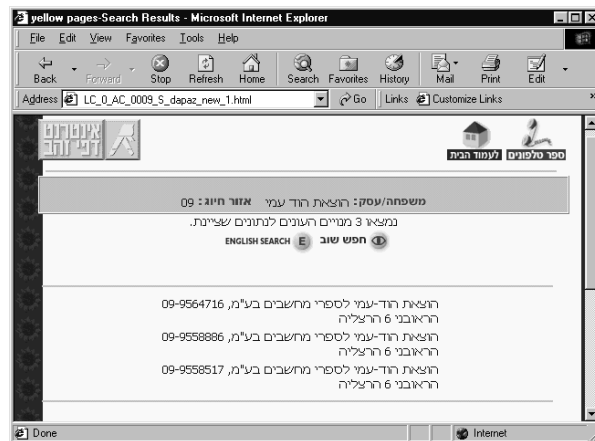 yellow pages-Search Results - Microsoft Internet Explorer
File Edit View Favorites Tools Help
Back Forward Stop Refresh Home Search Favorites History Mail Print Edit
Address LC_0_AC_0009_S_dapaz_new_1.html Go Links Customize Links
אינטרנט
דפי זהב
ספר טלפונים לעמוד הבית
משפחה/עסק: הוצאת הוד עמי אזור חיוג: 09
נמצאו 3 מנויים העונים לנתונים שציינת.
חפש שוב E ENGLISH SEARCH
הוצאת הוד-עמי לספרי מחשבים בע"מ, 09-9564716
הראובני 6 הרצליה
הוצאת הוד-עמי לספרי מחשבים בע"מ, 09-9558886
הראובני 6 הרצליה
הוצאת הוד-עמי לספרי מחשבים בע"מ, 09-9558517
הראובני 6 הרצליה
Done Internet